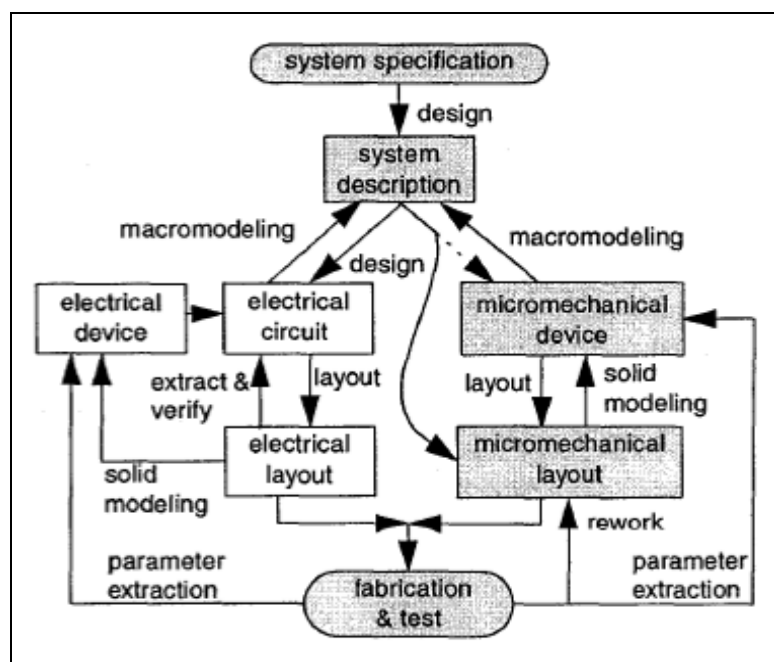 system specification
design
system
description
macromodeling
macromodeling
design
electrical
device
electrical
circuit
micromechanical
device
extract &
verify
layout
layout
solid
modeling
electrical
layout
micromechanical
layout
solid
modeling
rework
parameter
extraction
fabrication
& test
parameter
extraction